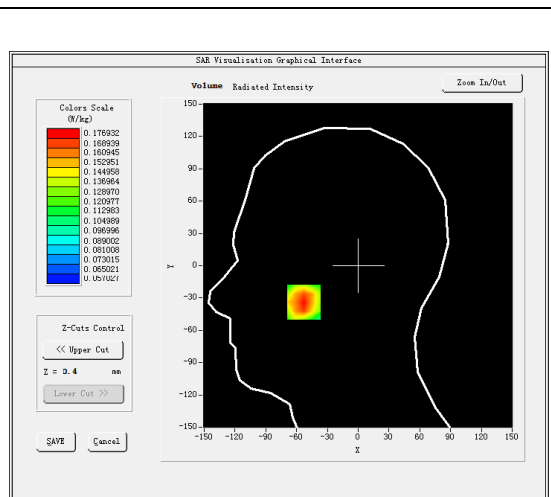 SAR Visualisation Graphical Interface
Volume Radiated Intensity
Zoom In/Out
Colors Scale
(W/kg)
0.176932
0.168939
0.160945
0.152951
0.144958
0.136964
0.128970
0.120977
0.112983
0.104989
0.096996
0.089002
0.081008
0.073015
0.065021
0.057027
Z-Cuts Control
<< Upper Cut
Z = 0.4 mm
Lower Cut >>
SAVE Cancel
150
120
90
60
30
0
-30
-60
-90
-120
-150
Y
-150 -120 -90 -60 -30 0 30 60 90 120 150
X